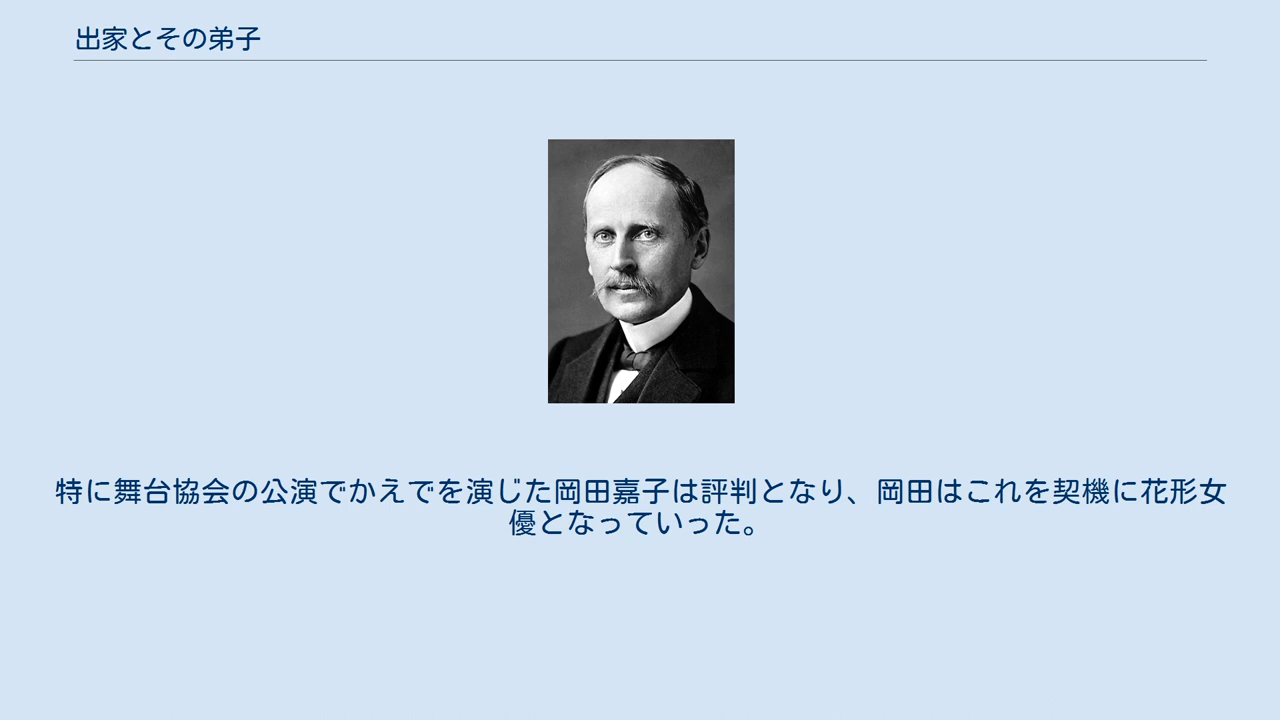 出家とその弟子
特に舞台協会の公演でかえでを演じた岡田嘉子は評判となり、岡田はこれを契機に花形女
優となっていった。